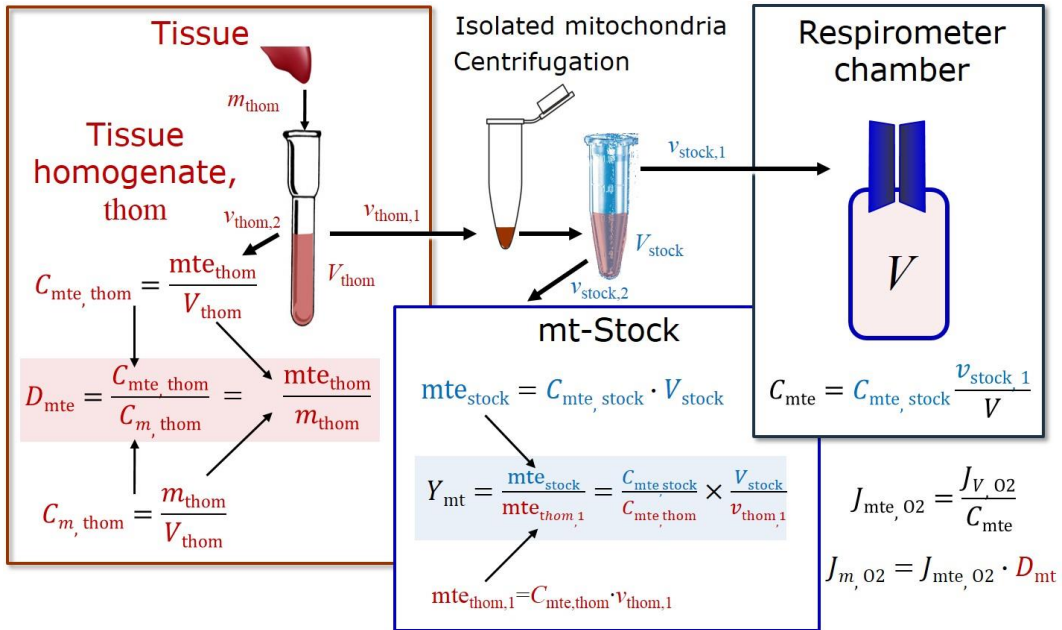 Tissue
m_thom
Tissue
homogenate,
thom
v_thom,2
v_thom,1
V_thom
C_mte, thom = mte_thom / V_thom
D_mte = C_mte, thom / C_m, thom = mte_thom / m_thom
C_m, thom = m_thom / V_thom
Isolated mitochondria
Centrifugation
v_stock,1
V_stock
v_stock,2
mt-Stock
mte_stock = C_mte, stock · V_stock
Y_mt = mte_stock / mte_thom,1 = C_mte,stock / C_mte,thom × V_stock / v_thom,1
mte_thom,1=C_mte,thom·v_thom,1
Respirometer
chamber
V
C_mte = C_mte, stock v_stock,1 / V
J_mte, O2 = J_V, O2 / C_mte
J_m, O2 = J_mte, O2 · D_mt